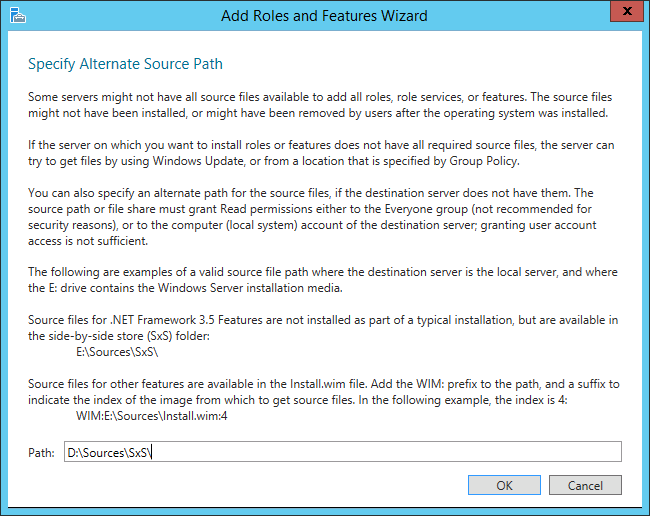 Add Roles and Features Wizard
x
Specify Alternate Source Path
Some servers might not have all source files available to add all roles, role services, or features. The source files
might not have been installed, or might have been removed by users after the operating system was installed.
If the server on which you want to install roles or features does not have all required source files, the server can
try to get files by using Windows Update, or from a location that is specified by Group Policy.
You can also specify an alternate path for the source files, if the destination server does not have them. The
source path or file share must grant Read permissions either to the Everyone group (not recommended for
security reasons), or to the computer (local system) account of the destination server; granting user account
access is not sufficient.
The following are examples of a valid source file path where the destination server is the local server, and where
the E: drive contains the Windows Server installation media.
Source files for .NET Framework 3.5 Features are not installed as part of a typical installation, but are available in
the side-by-side store (SxS) folder:
E:\Sources\SxS\
Source files for other features are available in the Install.wim file. Add the WIM: prefix to the path, and a suffix to
indicate the index of the image from which to get source files. In the following example, the index is 4:
WIM:E:\Sources\Install.wim:4
Path: D:\Sources\SxS\
OK Cancel